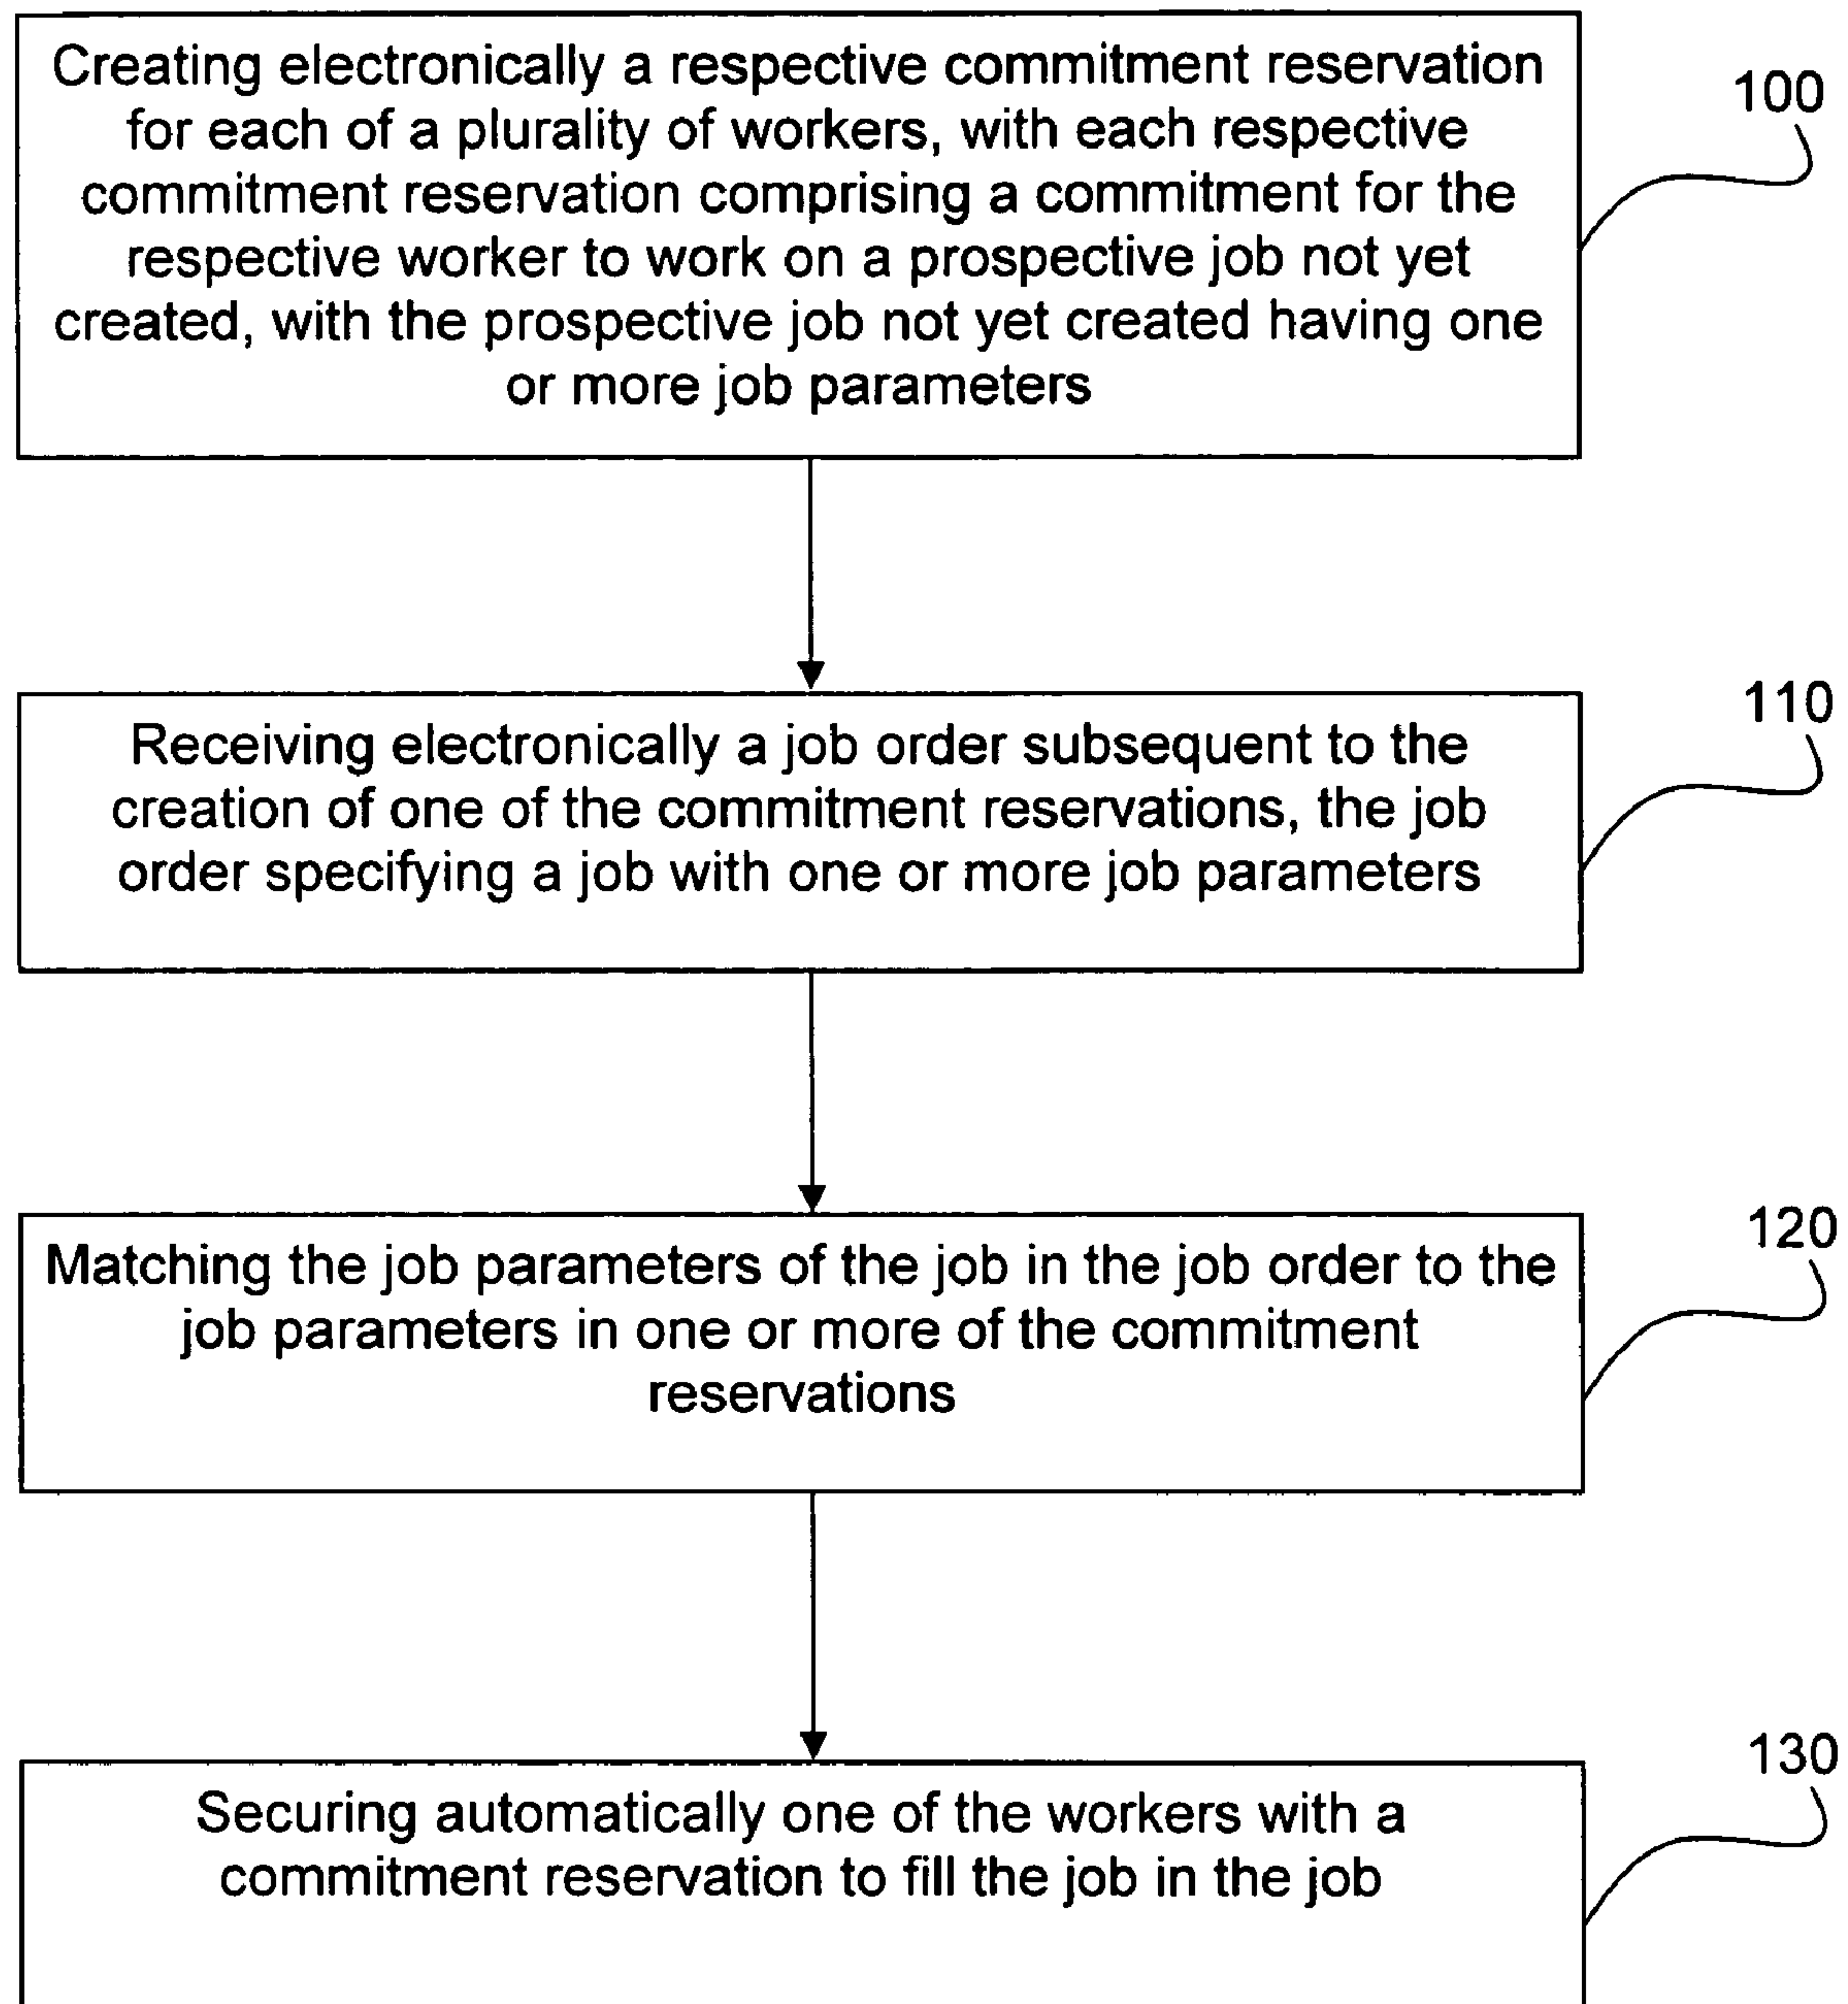 Creating electronically a respective commitment reservation
for each of a plurality of workers, with each respective
commitment reservation comprising a commitment for the
respective worker to work on a prospective job not yet
created, with the prospective job not yet created having one
or more job parameters
100
Receiving electronically a job order subsequent to the
creation of one of the commitment reservations, the job
order specifying a job with one or more job parameters
110
Matching the job parameters of the job in the job order to the
job parameters in one or more of the commitment
reservations
120
Securing automatically one of the workers with a
commitment reservation to fill the job in the job
130